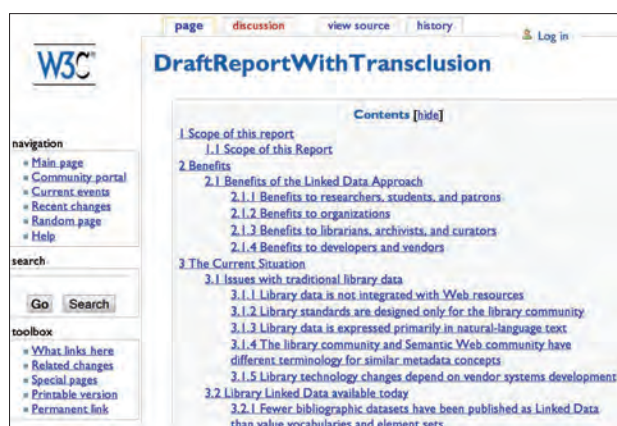 page discussion view source history
Log in
W3C
DraftReportWithTransclusion
Contents [hide]
1 Scope of this report
1.1 Scope of this Report
2 Benefits
2.1 Benefits of the Linked Data Approach
2.1.1 Benefits to researchers, students, and patrons
2.1.2 Benefits to organizations
2.1.3 Benefits to librarians, archivists, and curators
2.1.4 Benefits to developers and vendors
3 The Current Situation
3.1 Issues with traditional library data
3.1.1 Library data is not integrated with Web resources
3.1.2 Library standards are designed only for the library community
3.1.3 Library data is expressed primarily in natural-language text
3.1.4 The library community and Semantic Web community have
different terminology for similar metadata concepts
3.1.5 Library technology changes depend on vendor systems development
3.2 Library Linked Data available today
3.2.1 Fewer bibliographic datasets have been published as Linked Data
than value vocabularies and element sets
navigation
Main page
Community portal
Current events
Recent changes
Random page
Help
search
Go Search
toolbox
What links here
Related changes
Special pages
Printable version
Permanent link